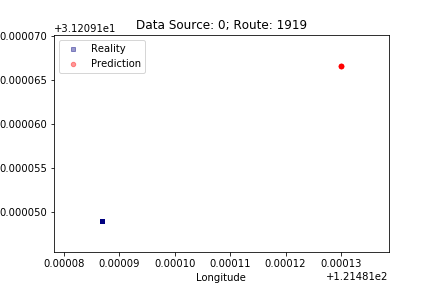 Data Source: 0; Route: 1919
+3.12091e1
0.000070
0.000065
0.000060
0.000055
0.000050
Reality
Prediction
0.00008 0.00009 0.00010 0.00011 0.00012 0.00013
+1.21481e2
Longitude